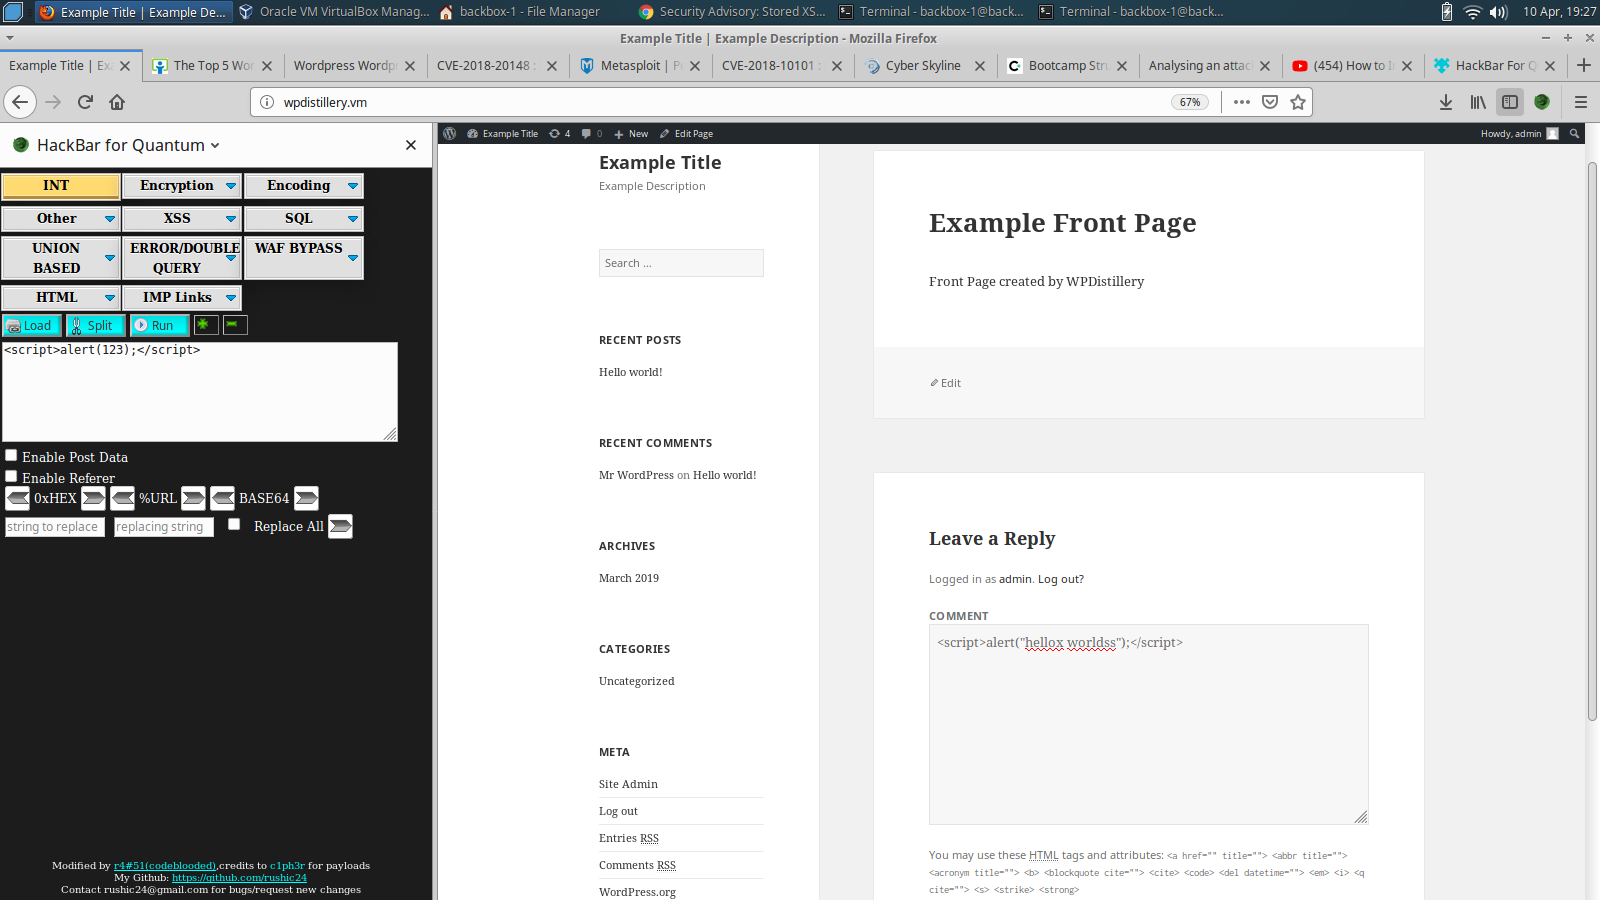 Example Title | Example De...
Oracle VM VirtualBox Manag...
backbox-1 - File Manager
Security Advisory: Stored XS...
Terminal - backbox-1@back...
Terminal - backbox-1@back...
10 Apr, 19:27
Example Title | Example Description - Mozilla Firefox
Example Title | Ex
The Top 5 Wor
Wordpress Wordp
CVE-2018-20148 :
Metasploit | P
CVE-2018-10101 :
Cyber Skyline
Bootcamp Stru
Analysing an attac
(454) How to I
HackBar For Q
wpdistillery.vm
67%
HackBar for Quantum
Example Title
4
0
New
Edit Page
Howdy, admin
INT
Encryption
Encoding
Other
XSS
SQL
UNION BASED
ERROR/DOUBLE QUERY
WAF BYPASS
HTML
IMP Links
Load
Split
Run
<script>alert(123);</script>
Enable Post Data
Enable Referer
0xHEX
%URL
BASE64
string to replace
replacing string
Replace All
Modified by r4#51(codeblooded),credits to c1ph3r for payloads
My Github: https://github.com/rushic24
Contact rushic24@gmail.com for bugs/request new changes
Example Title
Example Description
Search ...
RECENT POSTS
Hello world!
RECENT COMMENTS
Mr WordPress on Hello world!
ARCHIVES
March 2019
CATEGORIES
Uncategorized
META
Site Admin
Log out
Entries RSS
Comments RSS
WordPress.org
Example Front Page
Front Page created by WPDistillery
Edit
Leave a Reply
Logged in as admin. Log out?
COMMENT
<script>alert("hellox worldss");</script>
You may use these HTML tags and attributes: <a href="" title=""> <abbr title="">
<acronym title=""> <b> <blockquote cite=""> <cite> <code> <del datetime=""> <em> <i> <q
cite=""> <s> <strike> <strong>